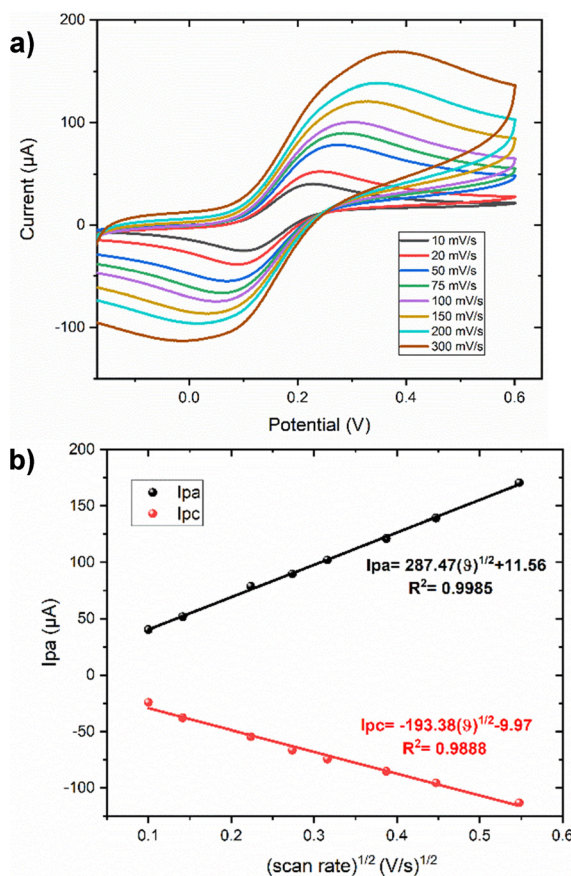 a)
200
100
0
-100
Current (µA)
10 mV/s
20 mV/s
50 mV/s
75 mV/s
100 mV/s
150 mV/s
200 mV/s
300 mV/s
0.0 0.2 0.4 0.6
Potential (V)
b)
200
150
100
50
0
-50
-100
Ipa (µA)
Ipa
Ipc
Ipa= 287.47(ϑ)^1/2+11.56
R²= 0.9985
Ipc= -193.38(ϑ)^1/2-9.97
R²= 0.9888
0.1 0.2 0.3 0.4 0.5 0.6
(scan rate)^1/2 (V/s)^1/2